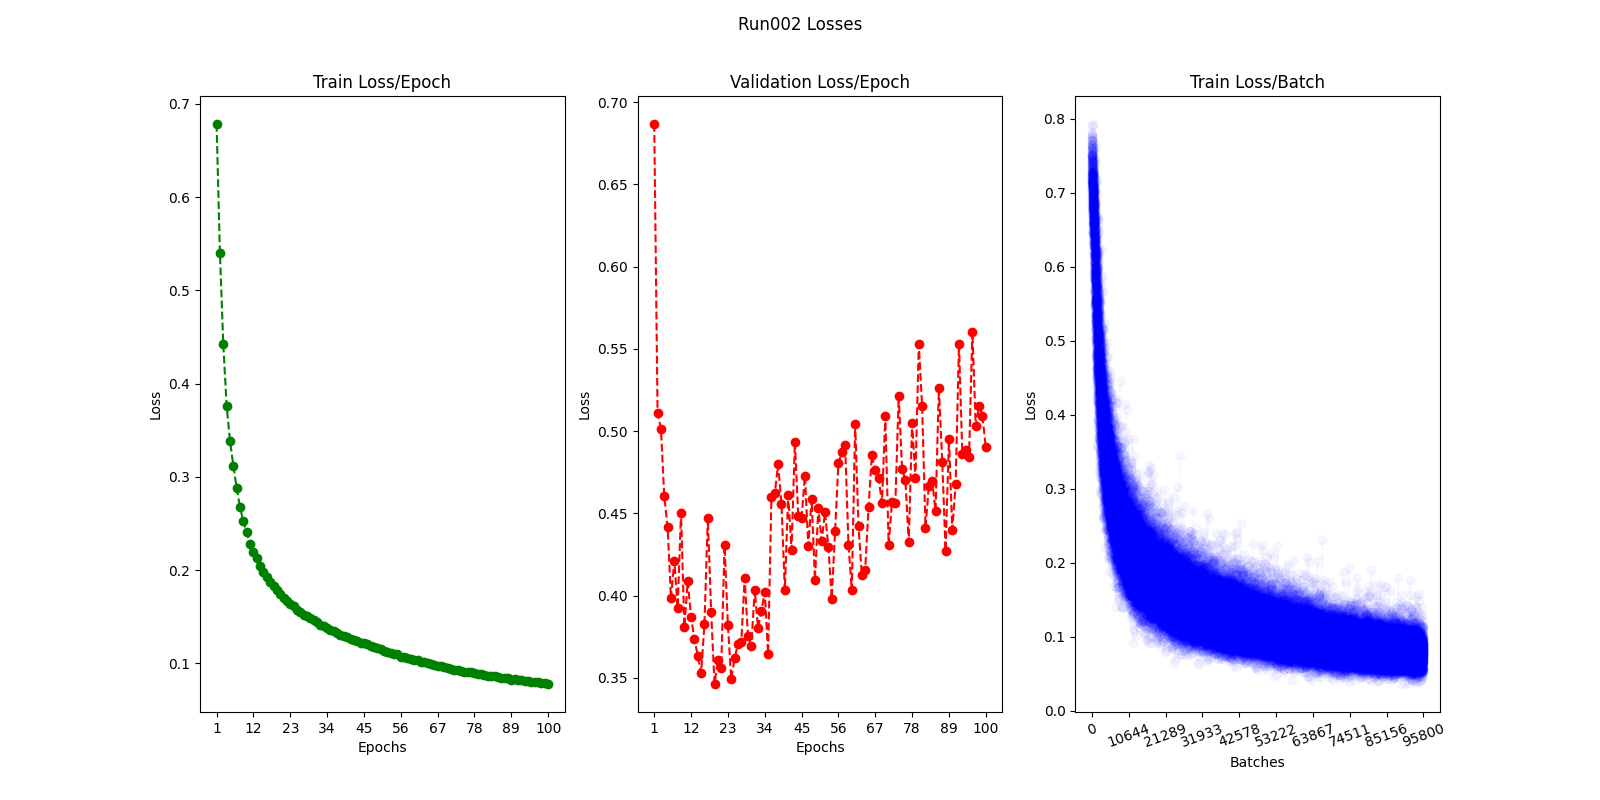 Run002 Losses
Train Loss/Epoch
Loss
0.7
0.6
0.5
0.4
0.3
0.2
0.1
1 12 23 34 45 56 67 78 89 100
Epochs
Validation Loss/Epoch
Loss
0.70
0.65
0.60
0.55
0.50
0.45
0.40
0.35
1 12 23 34 45 56 67 78 89 100
Epochs
Train Loss/Batch
Loss
0.8
0.7
0.6
0.5
0.4
0.3
0.2
0.1
0.0
0 10644 21289 31933 42578 53222 63867 74511 85156 95800
Batches